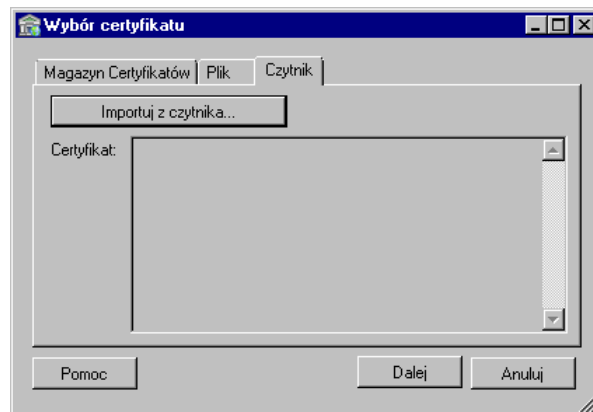 Wybór certyfikatu
Magazyn Certyfikatów Plik Czytnik
Importuj z czytnika...
Certyfikat:
Pomoc Dalej Anuluj